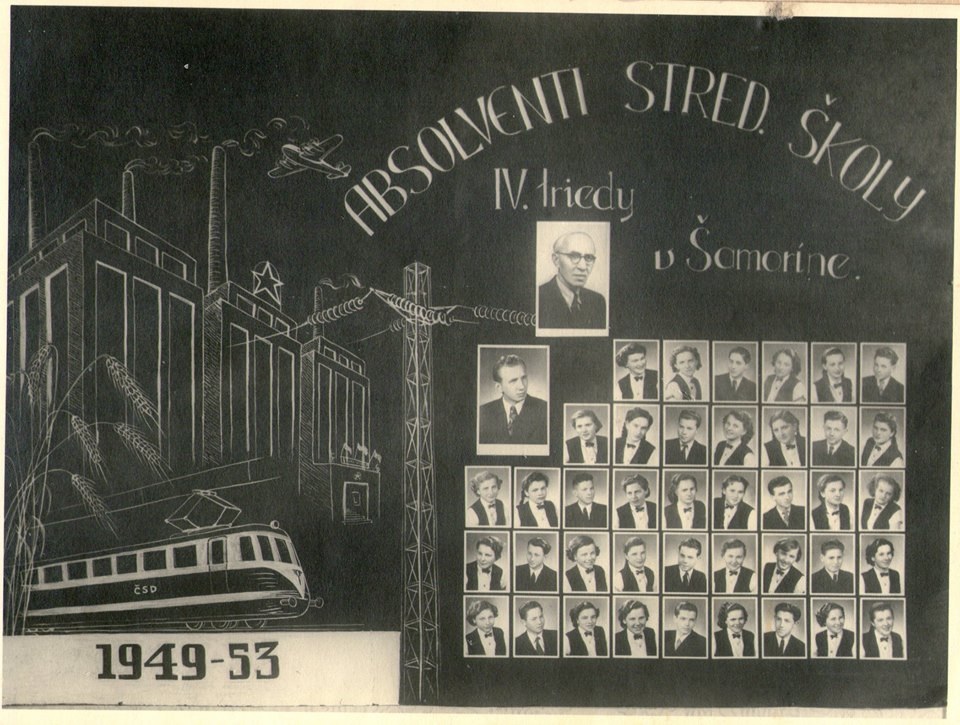 ABSOLVENTI STRED. ŠKOLY
IV. triedy
v Šamoríne.
ČSD
1949-53